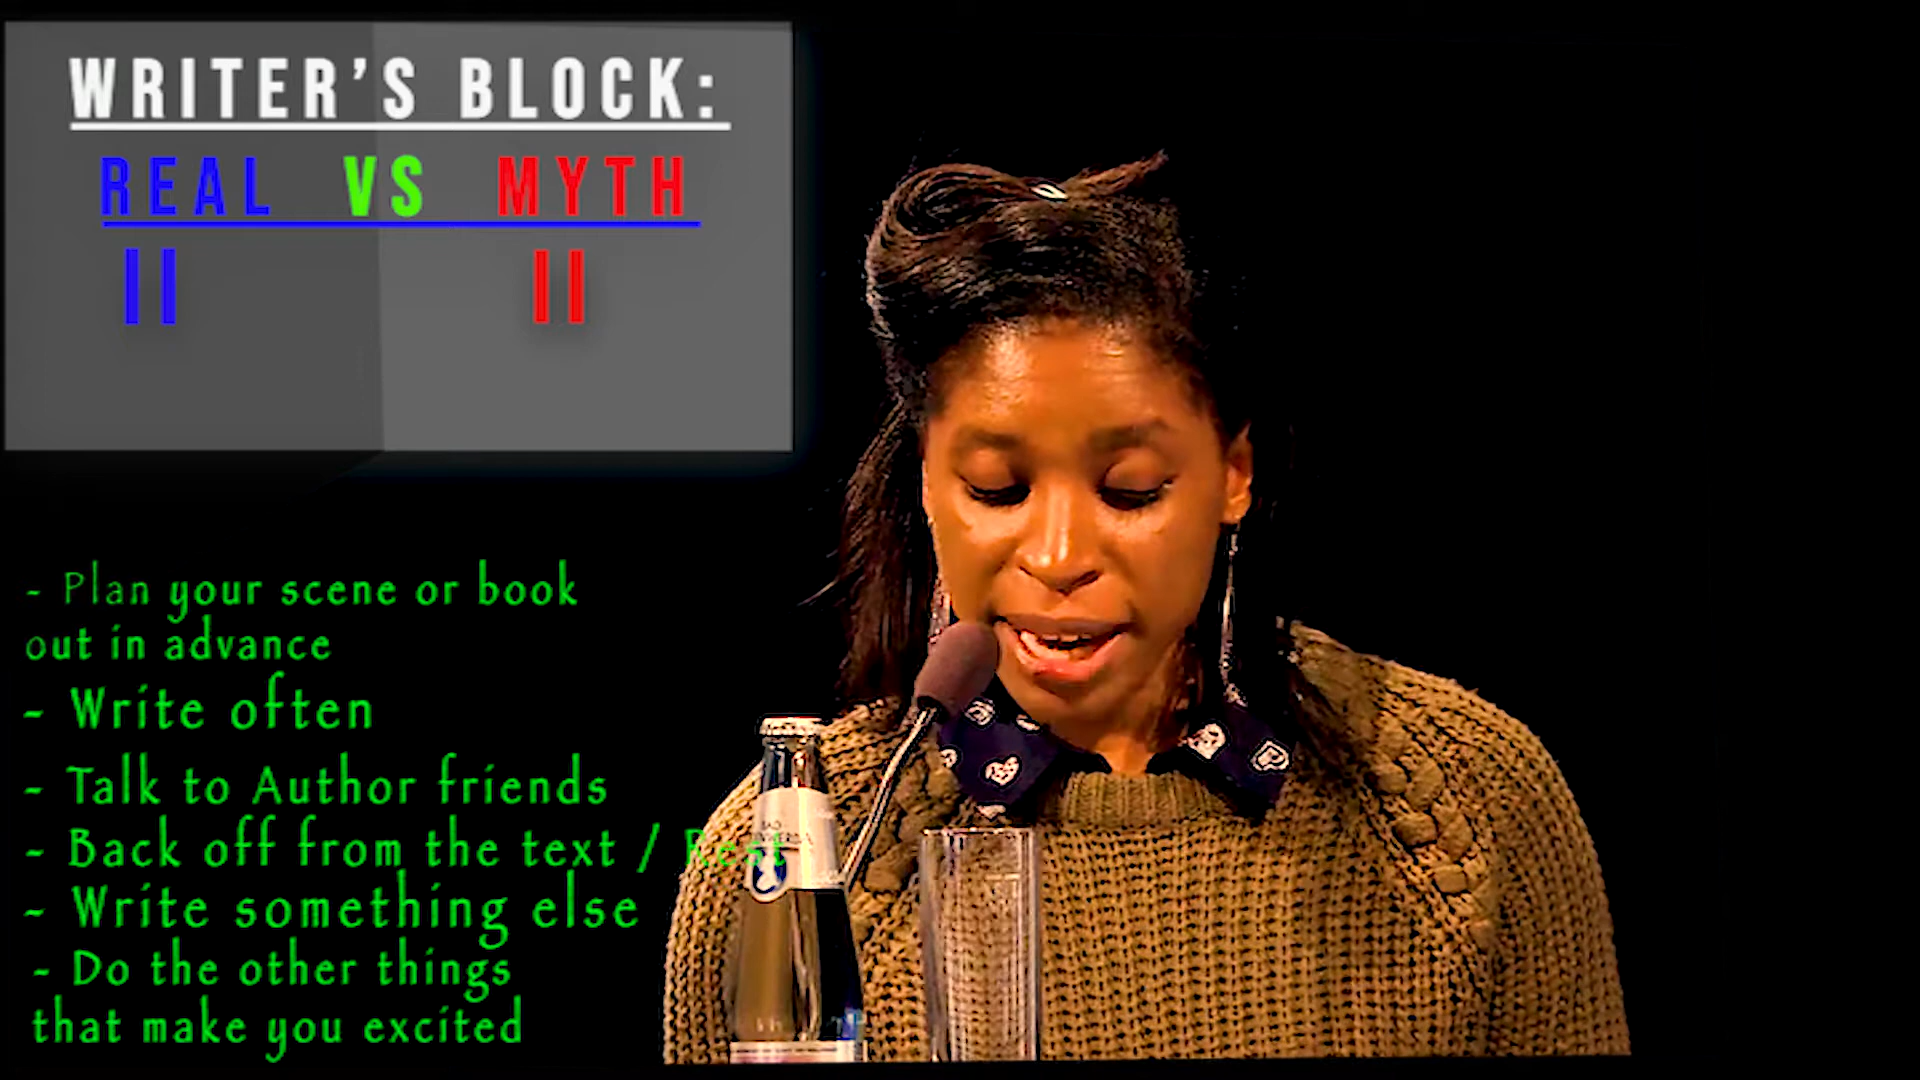 WRITER'S BLOCK:
REAL VS MYTH
II II
- Plan your scene or book
out in advance
- Write often
- Talk to Author friends
- Back off from the text / Rest
- Write something else
- Do the other things
that make you excited